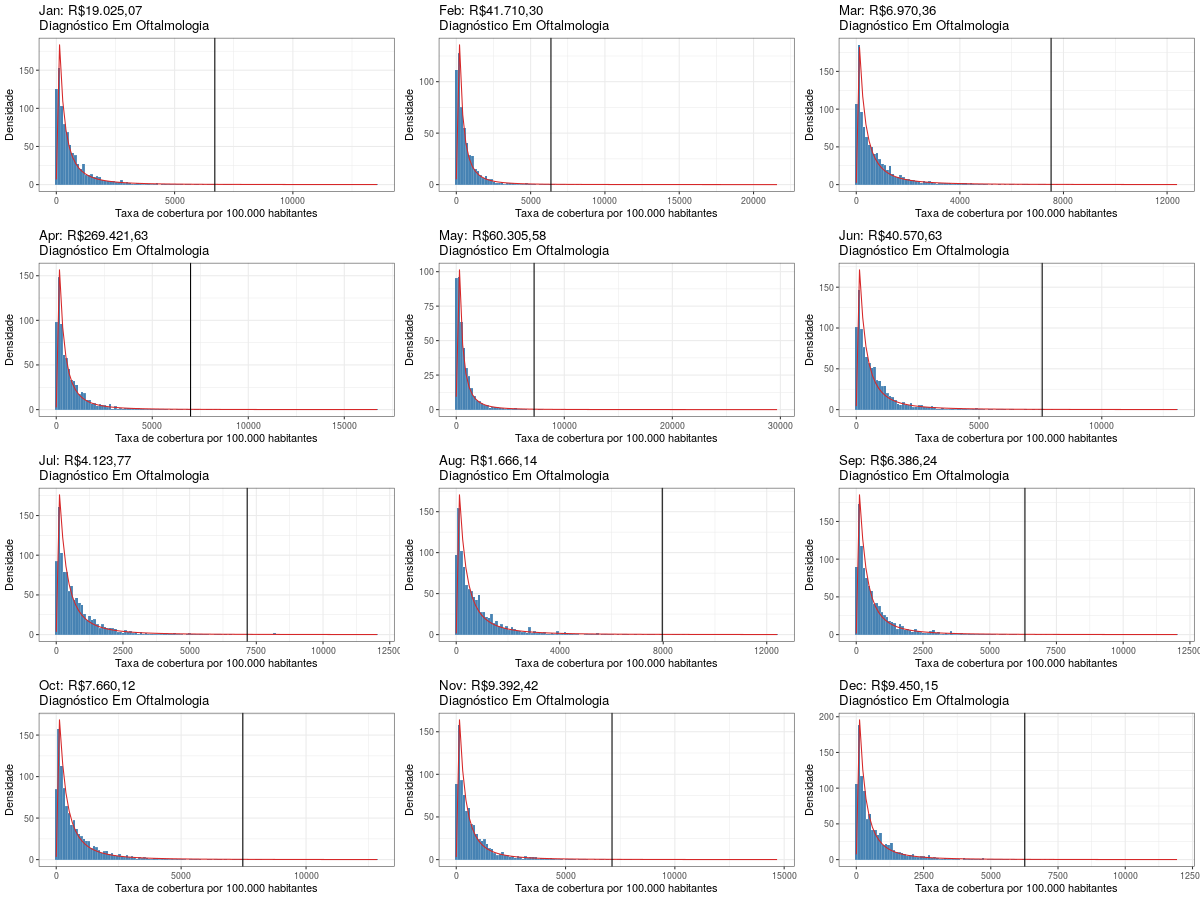 Jan: R$19.025,07
Diagnóstico Em Oftalmologia
Densidade
150
100
50
0
0
5000
10000
Taxa de cobertura por 100.000 habitantes
Feb: R$41.710,30
Diagnóstico Em Oftalmologia
Densidade
100
50
0
0
5000
10000
15000
20000
Taxa de cobertura por 100.000 habitantes
Mar: R$6.970,36
Diagnóstico Em Oftalmologia
Densidade
150
100
50
0
0
4000
8000
12000
Taxa de cobertura por 100.000 habitantes
Apr: R$269.421,63
Diagnóstico Em Oftalmologia
Densidade
150
100
50
0
0
5000
10000
15000
Taxa de cobertura por 100.000 habitantes
May: R$60.305,58
Diagnóstico Em Oftalmologia
Densidade
100
75
50
25
0
0
10000
20000
30000
Taxa de cobertura por 100.000 habitantes
Jun: R$40.570,63
Diagnóstico Em Oftalmologia
Densidade
150
100
50
0
0
5000
10000
Taxa de cobertura por 100.000 habitantes
Jul: R$4.123,77
Diagnóstico Em Oftalmologia
Densidade
150
100
50
0
0
2500
5000
7500
10000
12500
Taxa de cobertura por 100.000 habitantes
Aug: R$1.666,14
Diagnóstico Em Oftalmologia
Densidade
150
100
50
0
0
4000
8000
12000
Taxa de cobertura por 100.000 habitantes
Sep: R$6.386,24
Diagnóstico Em Oftalmologia
Densidade
150
100
50
0
0
2500
5000
7500
10000
12500
Taxa de cobertura por 100.000 habitantes
Oct: R$7.660,12
Diagnóstico Em Oftalmologia
Densidade
150
100
50
0
0
5000
10000
Taxa de cobertura por 100.000 habitantes
Nov: R$9.392,42
Diagnóstico Em Oftalmologia
Densidade
150
100
50
0
0
5000
10000
15000
Taxa de cobertura por 100.000 habitantes
Dec: R$9.450,15
Diagnóstico Em Oftalmologia
Densidade
200
150
100
50
0
0
2500
5000
7500
10000
12500
Taxa de cobertura por 100.000 habitantes